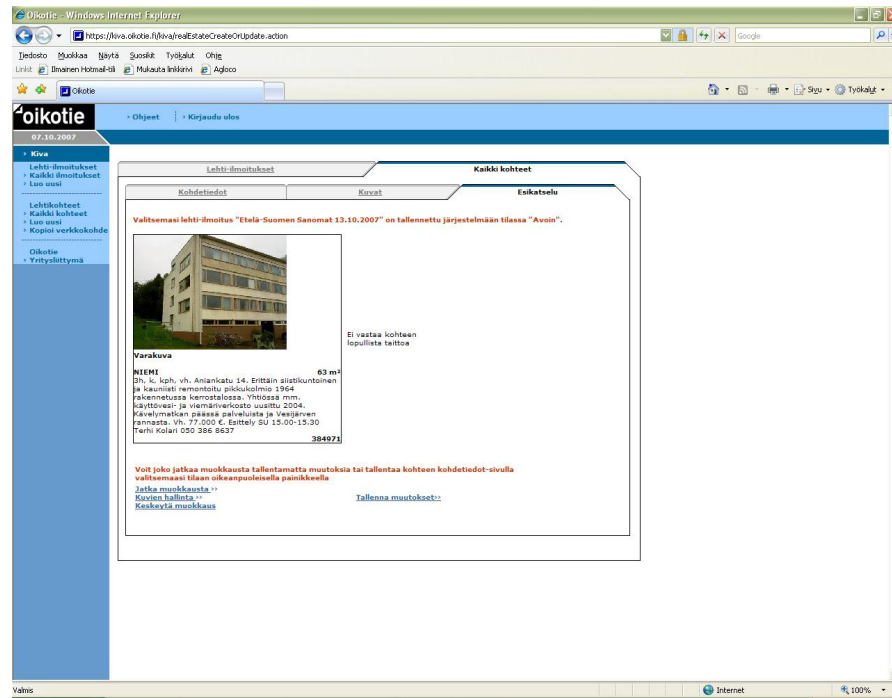 Oikotie - Windows Internet Explorer
https://kiva.oikotie.fi/kiva/realEstateCreateOrUpdate.action
Google
Tiedosto Muokkaa Näytä Suosikit Työkalut Ohje
Linkit Ilmainen Hotmail-tili Mukauta linkkirivi Agloco
Oikotie
Sivu Työkalut
oikotie
› Ohjeet › Kirjaudu ulos
07.10.2007
› Kiva
Lehti-ilmoitukset
› Kaikki ilmoitukset
› Luo uusi
Lehtikohteet
› Kaikki kohteet
› Luo uusi
› Kopioi verkkokohde
Oikotie
› Yritysliittymä
Lehti-ilmoitukset Kaikki kohteet
Kohdetiedot Kuvat Esikatselu
Valitsemasi lehti-ilmoitus "Etelä-Suomen Sanomat 13.10.2007" on tallennettu järjestelmään tilassa "Avoin".
Varakuva
NIEMI 63 m²
3h, k, kph, vh. Aniankatu 14. Erittäin siistikuntoinen
ja kauniisti remontoitu pikkukolmio 1964
rakennetussa kerrostalossa. Yhtiössä mm.
käyttövesi- ja viemäriverkosto uusittu 2004.
Kävelymatkan päässä palveluista ja Vesijärven
rannasta. Vh. 77.000 €. Esittely SU 15.00-15.30
Terhi Kolari 050 386 8637
384971
Ei vastaa kohteen
lopullista taittoa
Voit joko jatkaa muokkausta tallentamatta muutoksia tai tallentaa kohteen kohdetiedot-sivulla
valitsemaasi tilaan oikeanpuoleisella painikkeella
Jatka muokkausta ››
Kuvien hallinta ››
Keskeytä muokkaus
Tallenna muutokset››
Valmis
Internet
100%